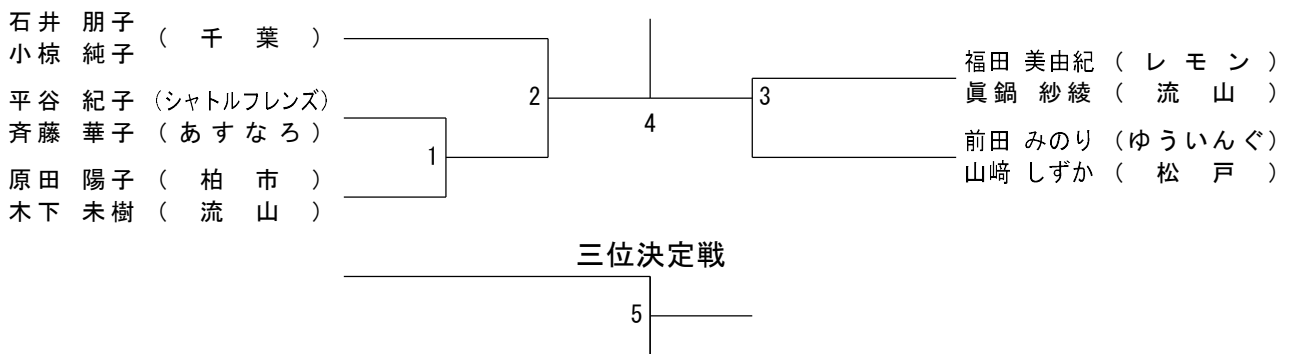 石井 朋子 ( 千 葉 )
小椋 純子
平谷 紀子 (シャトルフレンズ)
斉藤 華子 ( あすなろ )
原田 陽子 ( 柏 市 )
木下 未樹 ( 流 山 )
1
2
4
3
福田 美由紀 ( レ モ ン )
眞鍋 紗綾 ( 流 山 )
前田 みのり (ゆういんぐ)
山﨑 しずか ( 松 戸 )
三位決定戦
5